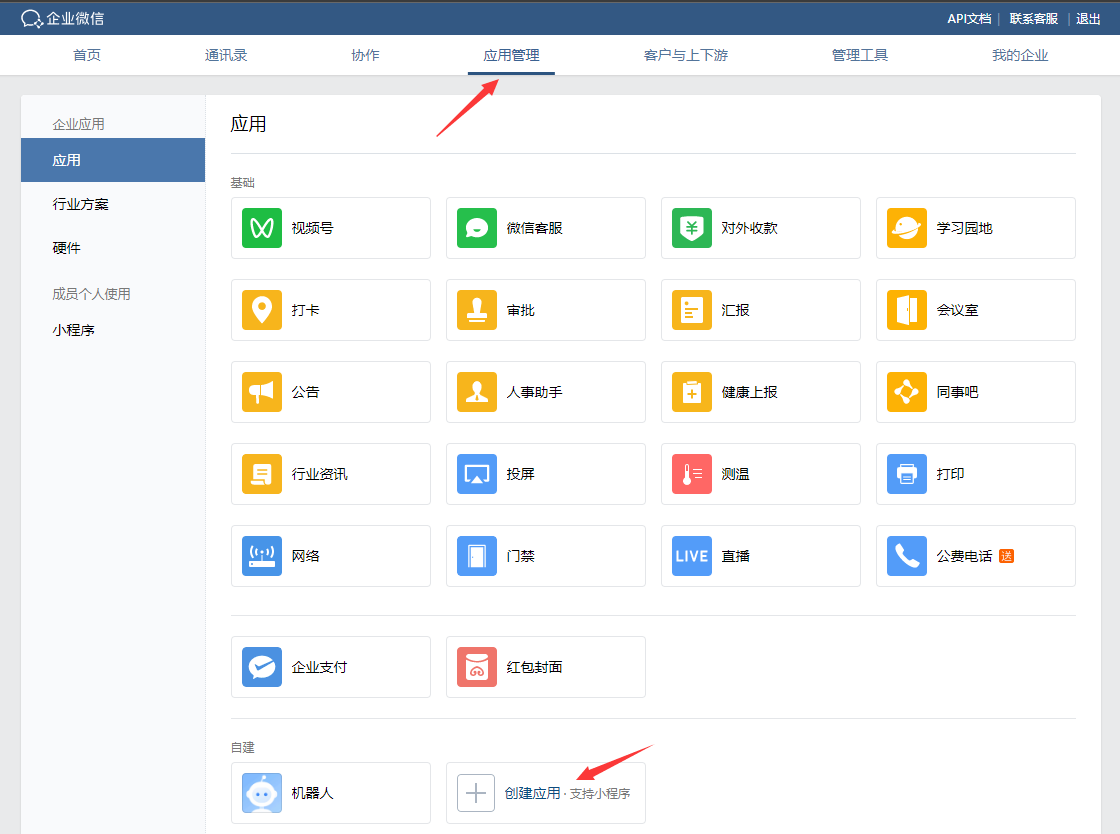 企业微信
API文档 | 联系客服 | 退出
首页 通讯录 协作 应用管理 客户与上下游 管理工具 我的企业
企业应用
应用
行业方案
硬件
成员个人使用
小程序
应用
基础
视频号 微信客服 对外收款 学习园地
打卡 审批 汇报 会议室
公告 人事助手 健康上报 同事吧
行业资讯 投屏 测温 打印
网络 门禁 LIVE 直播 公费电话 送
企业支付 红包封面
自建
机器人 创建应用 · 支持小程序